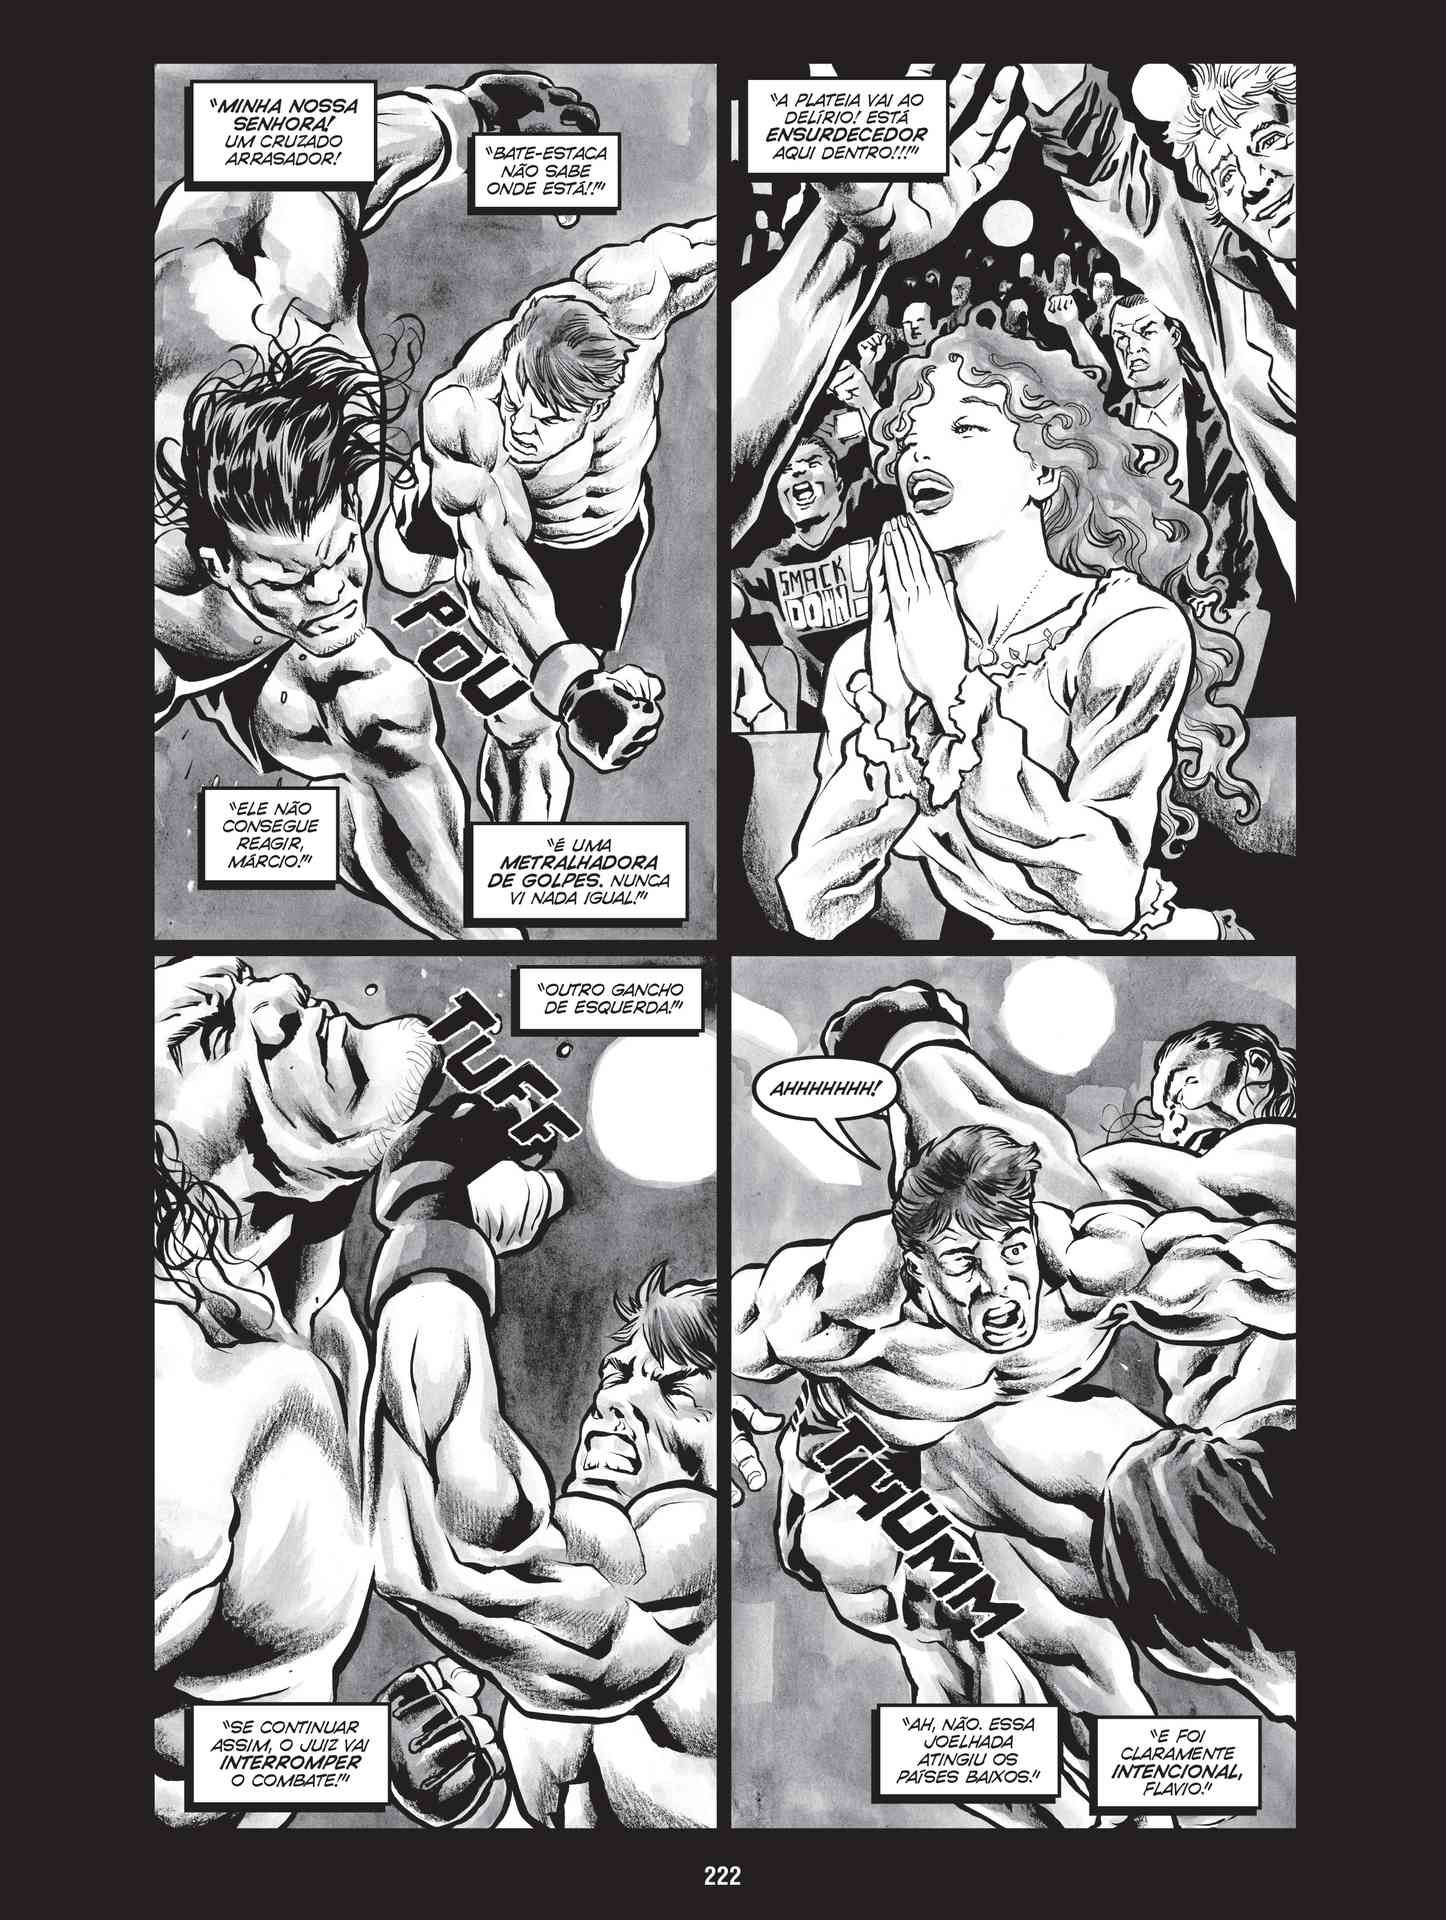 "MINHA NOSSA
SENHORA!
UM CRUZADO
ARRASADOR!
"BATE-ESTACA
NÃO SABE
ONDE ESTÁ!"
POU
"ELE NÃO
CONSEGUE
REAGIR,
MÁRCIO!"
"É UMA
METRALHADORA
DE GOLPES. NUNCA
VI NADA IGUAL!"
"A PLATEIA VAI AO
DELÍRIO! ESTÁ
ENSURDECEDOR
AQUI DENTRO!!!"
SMACK
DOWN!
"OUTRO GANCHO
DE ESQUERDA!"
TUFF
"SE CONTINUAR
ASSIM, O JUIZ VAI
INTERROMPER
O COMBATE!"
AHHHHHHH!
THUMM
"AH, NÃO. ESSA
JOELHADA
ATINGIU OS
PAÍSES BAIXOS."
"E FOI
CLARAMENTE
INTENCIONAL,
FLAVIO."
222